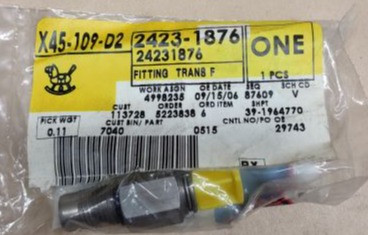 X45-109-D2 2423-1876 ONE
24231876
FITTING TRANS F 1 PCS
WORK ASGN OE DATE SEQ SCH CD
4998235 09/15/06 87609 V
CUST ORDER ORD ITEM SHPT
113728 5223838 6 39-1964770
PICK WGT CUST BIN/ PART CNTL NO/PO OE
0.11 7040 0515 29743